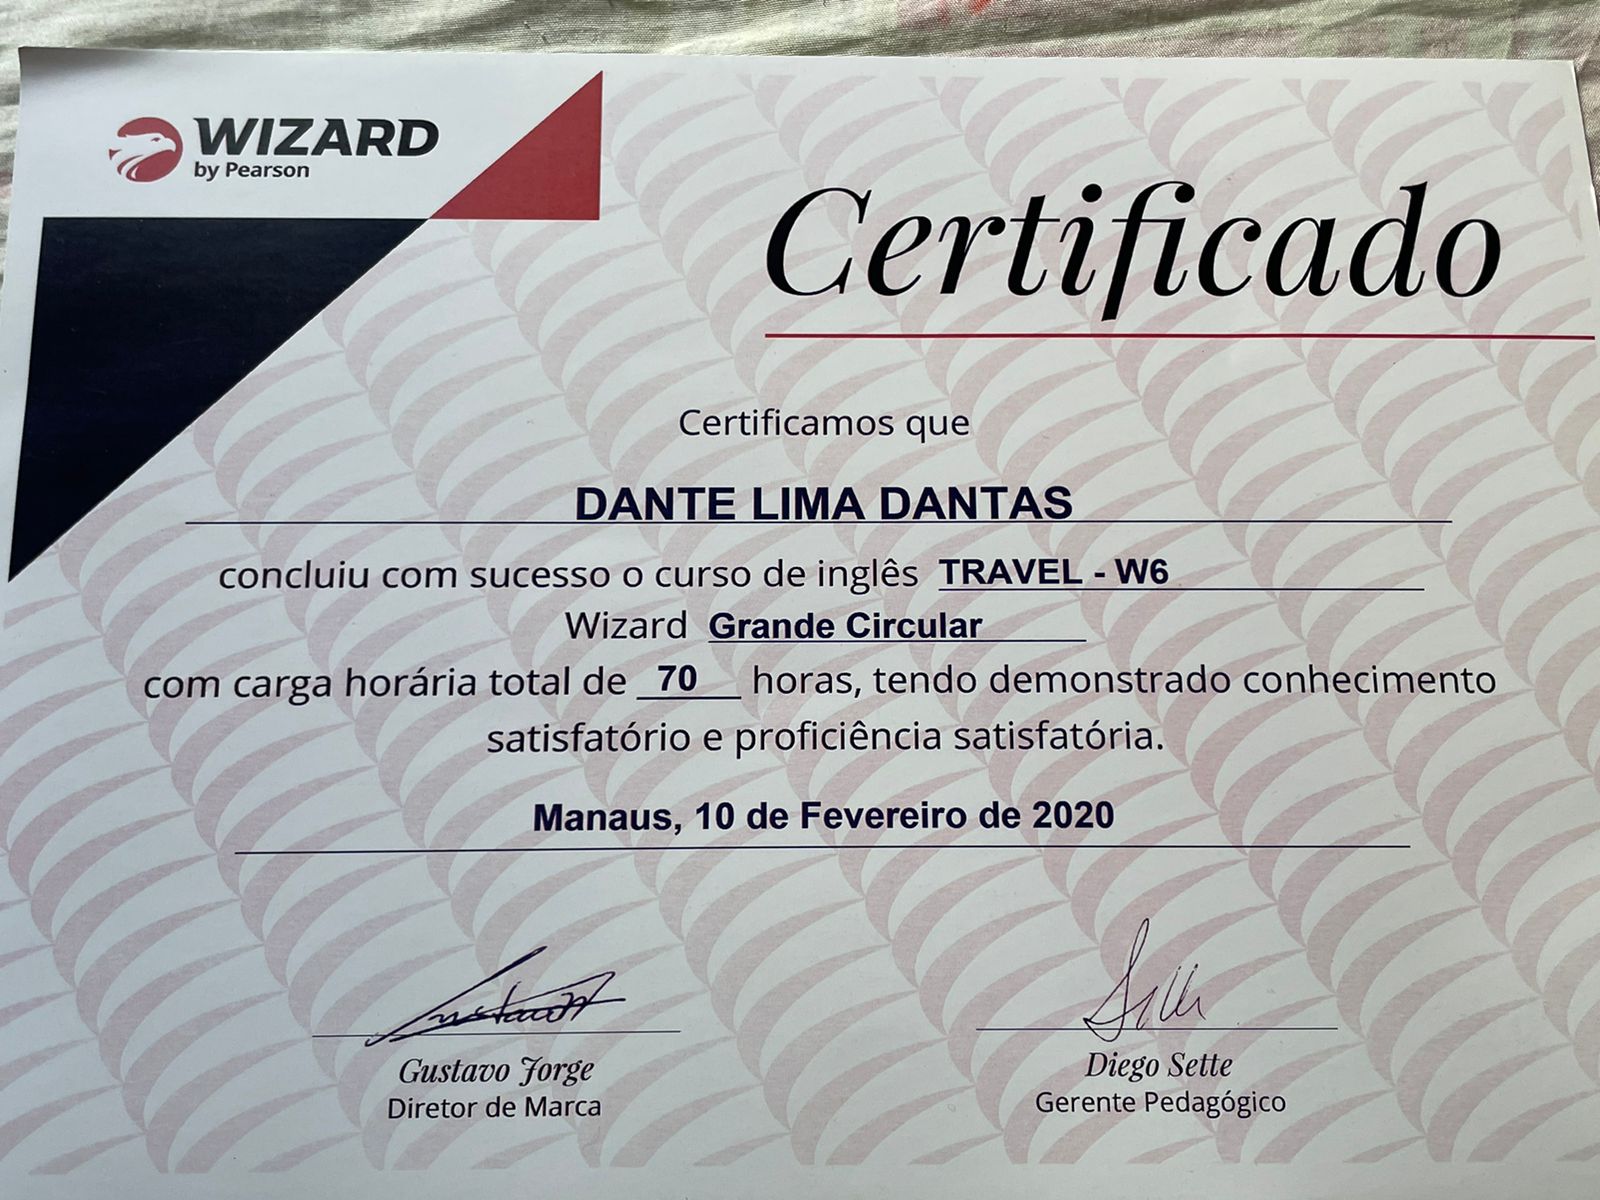 WIZARD
by Pearson
Certificado
Certificamos que
DANTE LIMA DANTAS
concluiu com sucesso o curso de inglês TRAVEL - W6
Wizard Grande Circular
com carga horária total de 70 horas, tendo demonstrado conhecimento
satisfatório e proficiência satisfatória.
Manaus, 10 de Fevereiro de 2020
Gustavo Jorge
Diretor de Marca
Sette
Diego Sette
Gerente Pedagógico